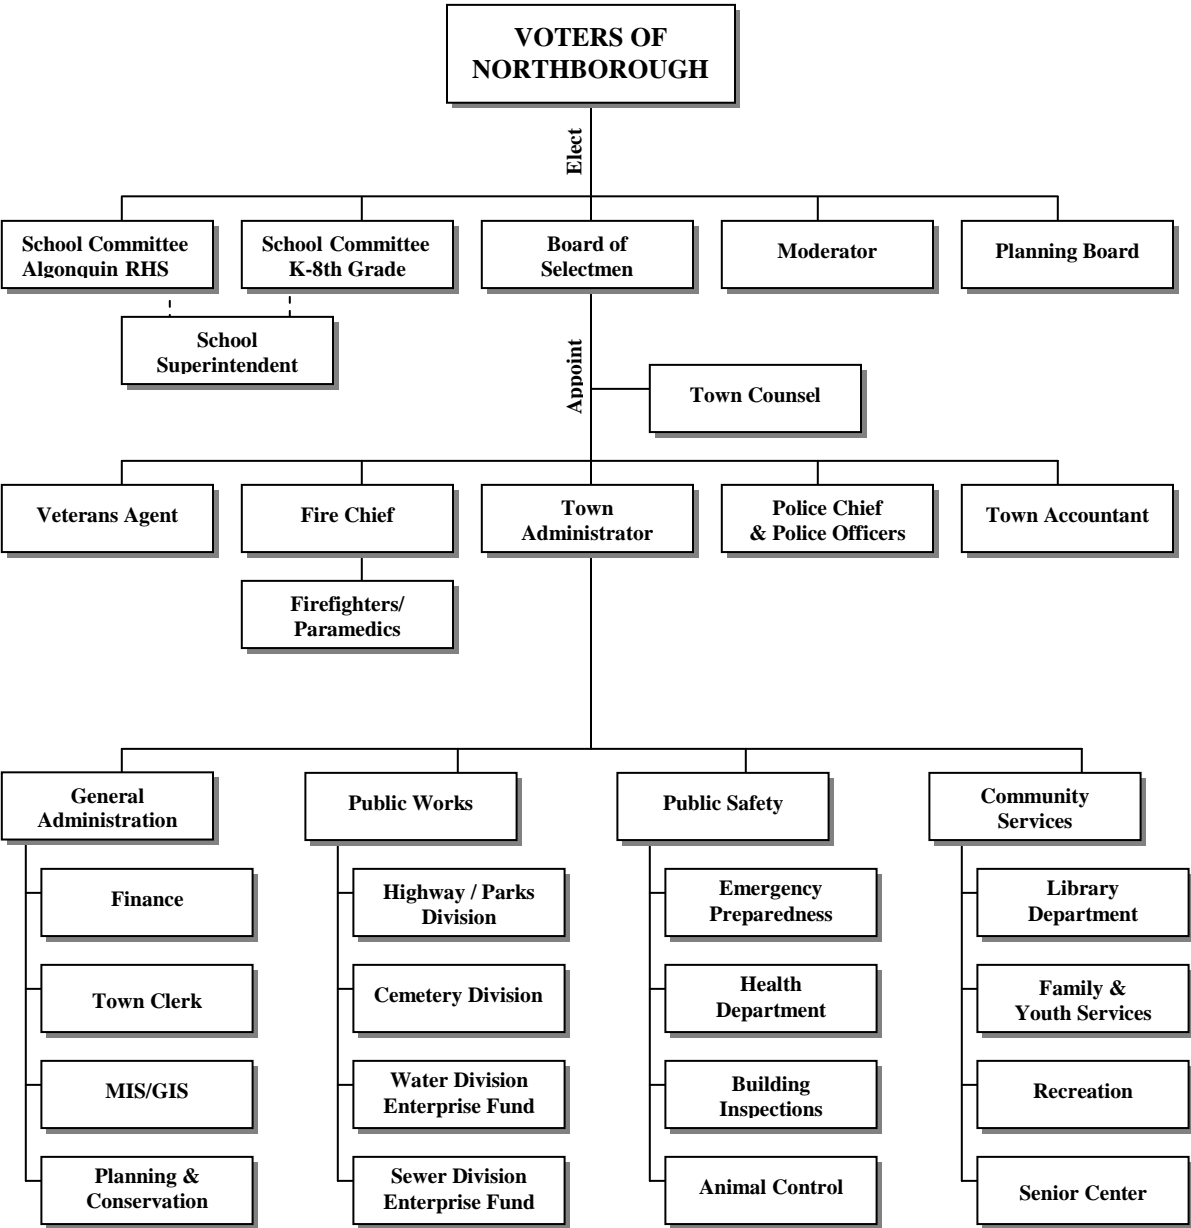 VOTERS OF
NORTHBOROUGH
Elect
School Committee
Algonquin RHS
School Committee
K-8th Grade
Board of
Selectmen
Moderator
Planning Board
School
Superintendent
Appoint
Town Counsel
Veterans Agent
Fire Chief
Town
Administrator
Police Chief
& Police Officers
Town Accountant
Firefighters/
Paramedics
General
Administration
Public Works
Public Safety
Community
Services
Finance
Highway / Parks
Division
Emergency
Preparedness
Library
Department
Town Clerk
Cemetery Division
Health
Department
Family &
Youth Services
MIS/GIS
Water Division
Enterprise Fund
Building
Inspections
Recreation
Planning &
Conservation
Sewer Division
Enterprise Fund
Animal Control
Senior Center